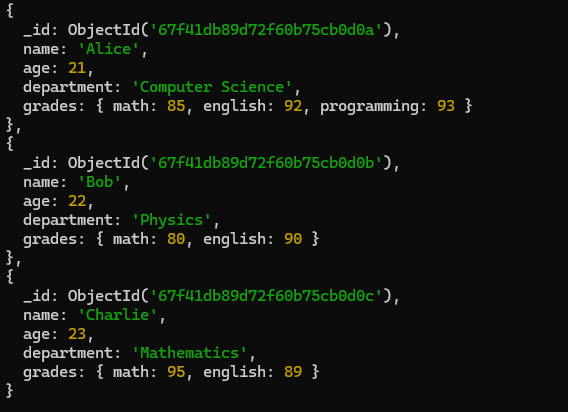 {
  _id: ObjectId('67f41db89d72f60b75cb0d0a'),
  name: 'Alice',
  age: 21,
  department: 'Computer Science',
  grades: { math: 85, english: 92, programming: 93 }
},
{
  _id: ObjectId('67f41db89d72f60b75cb0d0b'),
  name: 'Bob',
  age: 22,
  department: 'Physics',
  grades: { math: 80, english: 90 }
},
{
  _id: ObjectId('67f41db89d72f60b75cb0d0c'),
  name: 'Charlie',
  age: 23,
  department: 'Mathematics',
  grades: { math: 95, english: 89 }
}